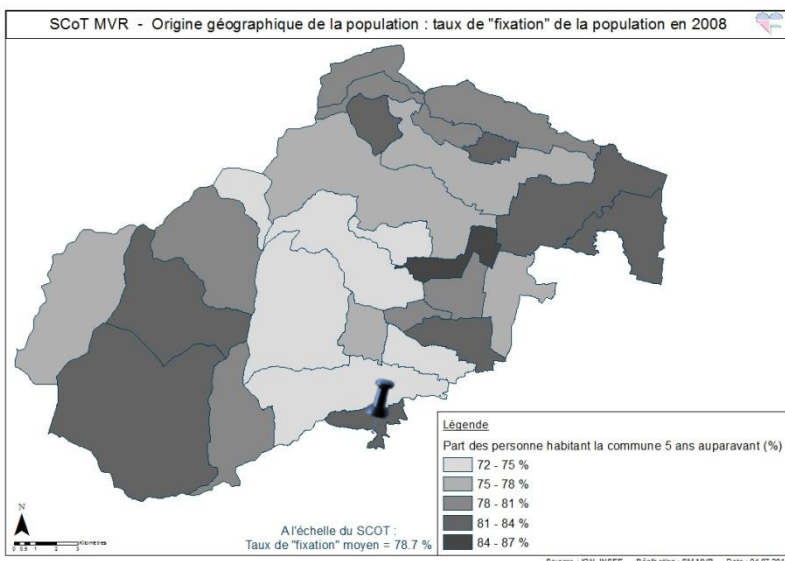 SCoT MVR - Origine géographique de la population : taux de "fixation" de la population en 2008
Légende
Part des personne habitant la commune 5 ans auparavant (%)
72 - 75 %
75 - 78 %
78 - 81 %
81 - 84 %
84 - 87 %
N
A l'échelle du SCOT :
Taux de "fixation" moyen = 78.7 %